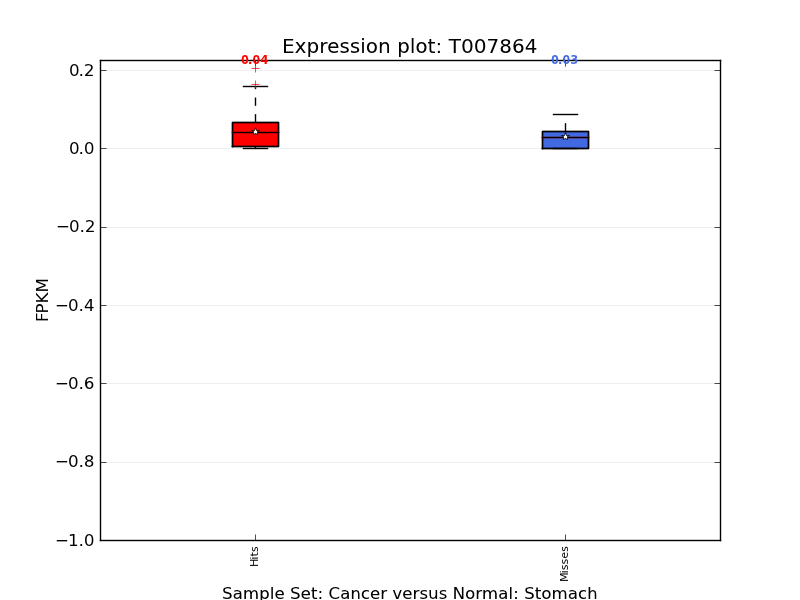 Expression plot: T007864
0.04
0.03
0.2
0.0
−0.2
−0.4
−0.6
−0.8
−1.0
FPKM
Hits
Misses
Sample Set: Cancer versus Normal: Stomach